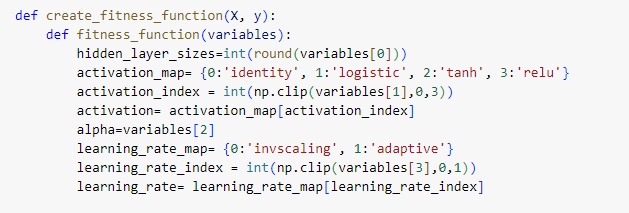 def create_fitness_function(X, y):
    def fitness_function(variables):
        hidden_layer_sizes=int(round(variables[0]))
        activation_map= {0:'identity', 1:'logistic', 2:'tanh', 3:'relu'}
        activation_index = int(np.clip(variables[1],0,3))
        activation= activation_map[activation_index]
        alpha=variables[2]
        learning_rate_map= {0:'invscaling', 1:'adaptive'}
        learning_rate_index = int(np.clip(variables[3],0,1))
        learning_rate= learning_rate_map[learning_rate_index]